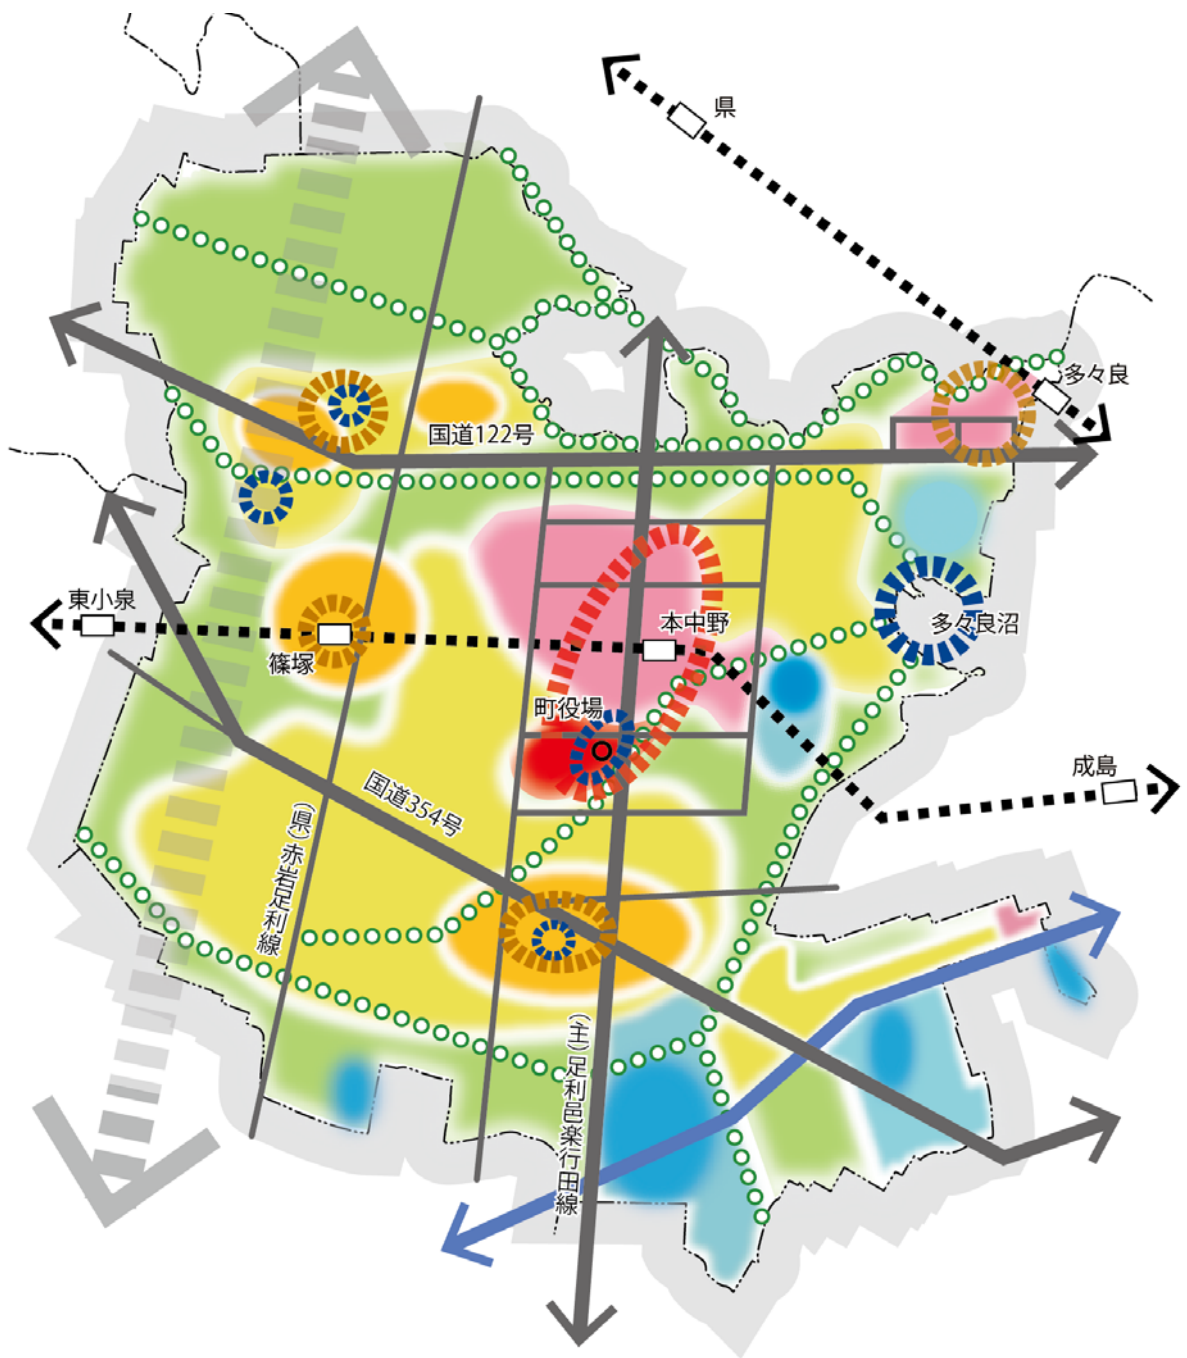 県
多々良
国道122号
東小泉
本中野
多々良沼
篠塚
町役場
成島
国道354号
（県）赤岩足利線
（主）足利邑楽行田線